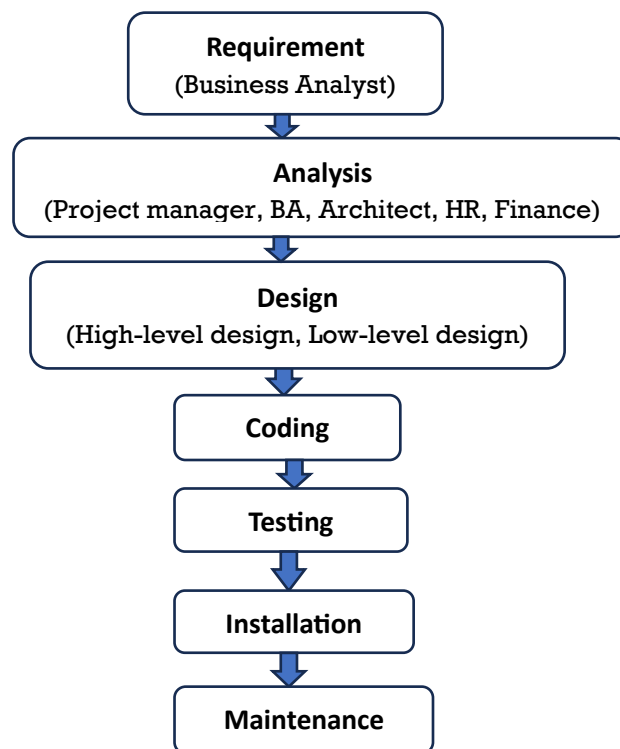 Requirement
(Business Analyst)
Analysis
(Project manager, BA, Architect, HR, Finance)
Design
(High-level design, Low-level design)
Coding
Testing
Installation
Maintenance